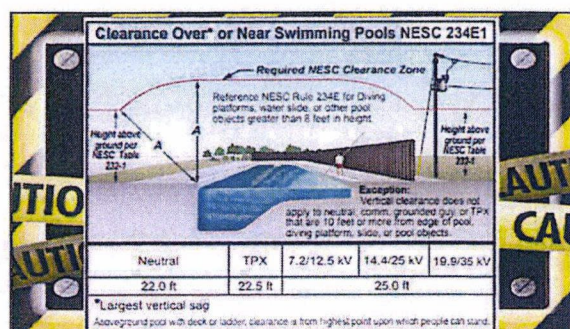 Clearance Over* or Near Swimming Pools NESC 234E1
Required NESC Clearance Zone
Reference NESC Rule 234E for Diving
platforms, water slide, or other pool
objects greater than 8 feet in height.
A
A
Height above
ground per
NESC Table
232-1
Height above
ground per
NESC Table
232-1
Exception:
Vertical clearance does not
apply to neutral, comm, grounded guy, or TPX
that are 10 feet or more from edge of pool,
diving platform, slide, or pool objects.
Neutral TPX 7.2/12.5 kV 14.4/25 kV 19.9/35 kV
22.0 ft 22.5 ft 25.0 ft
*Largest vertical sag
Aboveground pool with deck or ladder, clearance is from highest point upon which people can stand.
UTIO
AUTI
AUT
CAU